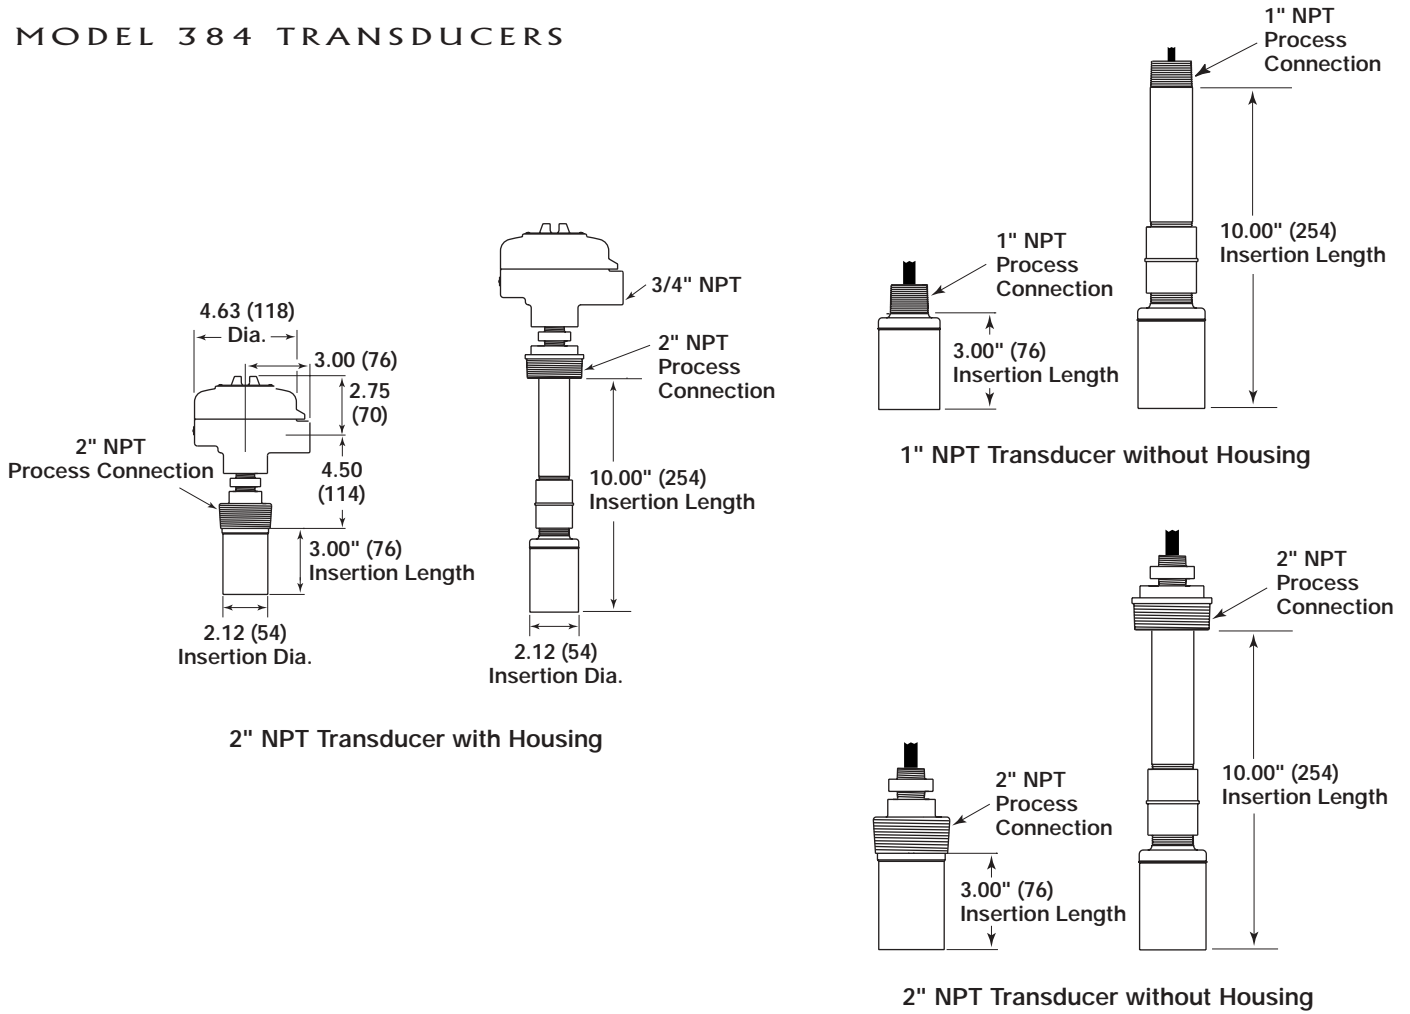 MODEL 384 TRANSDUCERS
4.63 (118)
Dia.
3.00 (76)
2.75
(70)
2" NPT
Process Connection
4.50
(114)
3.00" (76)
Insertion Length
2.12 (54)
Insertion Dia.
3/4" NPT
2" NPT
Process
Connection
10.00" (254)
Insertion Length
2.12 (54)
Insertion Dia.
2" NPT Transducer with Housing
1" NPT
Process
Connection
3.00" (76)
Insertion Length
1" NPT
Process
Connection
10.00" (254)
Insertion Length
1" NPT Transducer without Housing
2" NPT
Process
Connection
3.00" (76)
Insertion Length
2" NPT
Process
Connection
10.00" (254)
Insertion Length
2" NPT Transducer without Housing